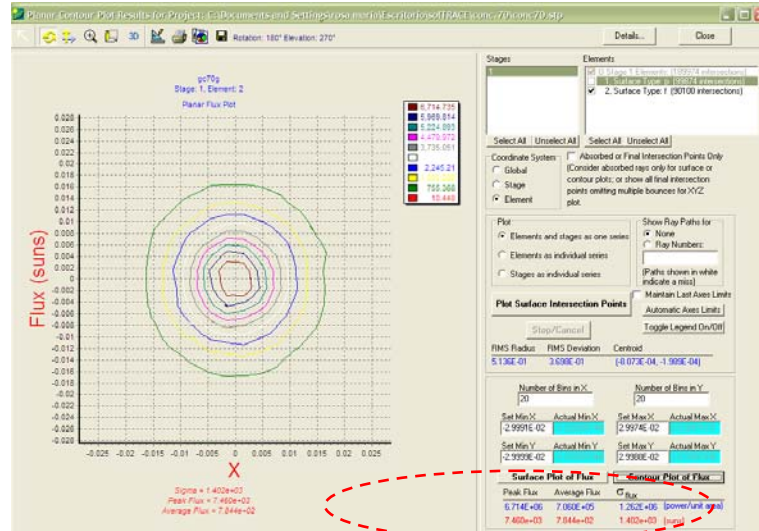 Planar Contour Plot Results for Project: C:\Documents and Settings\rosa maria\Escritorio\solTRACE\conc7D\conc7D.stp
3D Rotation: 180° Elevation: 270° Details... Close
gc70g
Stage: 1, Element: 2
Planar Flux Plot
6,714.735
5,969.814
5,224.893
4,479.972
3,735.051
2,245.21
755.368
10.448
0.028
0.026
0.024
0.022
0.02
0.018
0.016
0.014
0.012
0.01
0.008
0.006
0.004
0.002
0
-0.002
-0.004
-0.006
-0.008
-0.01
-0.012
-0.014
-0.016
-0.018
-0.02
-0.022
-0.024
-0.026
-0.028
Flux (suns)
-0.025 -0.02 -0.015 -0.01 -0.005 0 0.005 0.01 0.015 0.02 0.025
X
Sigma = 1.402e+03
Peak Flux = 7.460e+03
Average Flux = 7.844e+02
Stages
1
Elements
0. Stage 1 Elements: (189974 intersections)
1. Surface Type: p (99874 intersections)
2. Surface Type: f (90100 intersections)
Select All Unselect All Select All Unselect All
Coordinate System
Global
Stage
Element
Absorbed or Final Intersection Points Only
(Consider absorbed rays only for surface or
contour plots; or show all final intersection
points omitting multiple bounces for XYZ
plot.
Plot
Elements and stages as one series
Elements as individual series
Stages as individual series
Show Ray Paths for
None
Ray Numbers:
(Paths shown in white
indicate a miss)
Plot Surface Intersection Points
Maintain Last Axes Limits
Automatic Axes Limits
Stop/Cancel
Toggle Legend On/Off
RMS Radius RMS Deviation Centroid
5.136E-01 3.698E-01 (-8.073E-04, -1.989E-04)
Number of Bins in X Number of Bins in Y
20 20
Set Min X Actual Min X Set Max X Actual Max X
-2.9991E-02 2.9974E-02
Set Min Y Actual Min Y Set Max Y Actual Max Y
-2.9999E-02 2.9988E-02
Surface Plot of Flux Contour Plot of Flux
Peak Flux Average Flux σ flux
6.714E+06 7.060E+05 1.262E+06 (power/unit area)
7.460e+03 7.844e+02 1.402e+03 (suns)